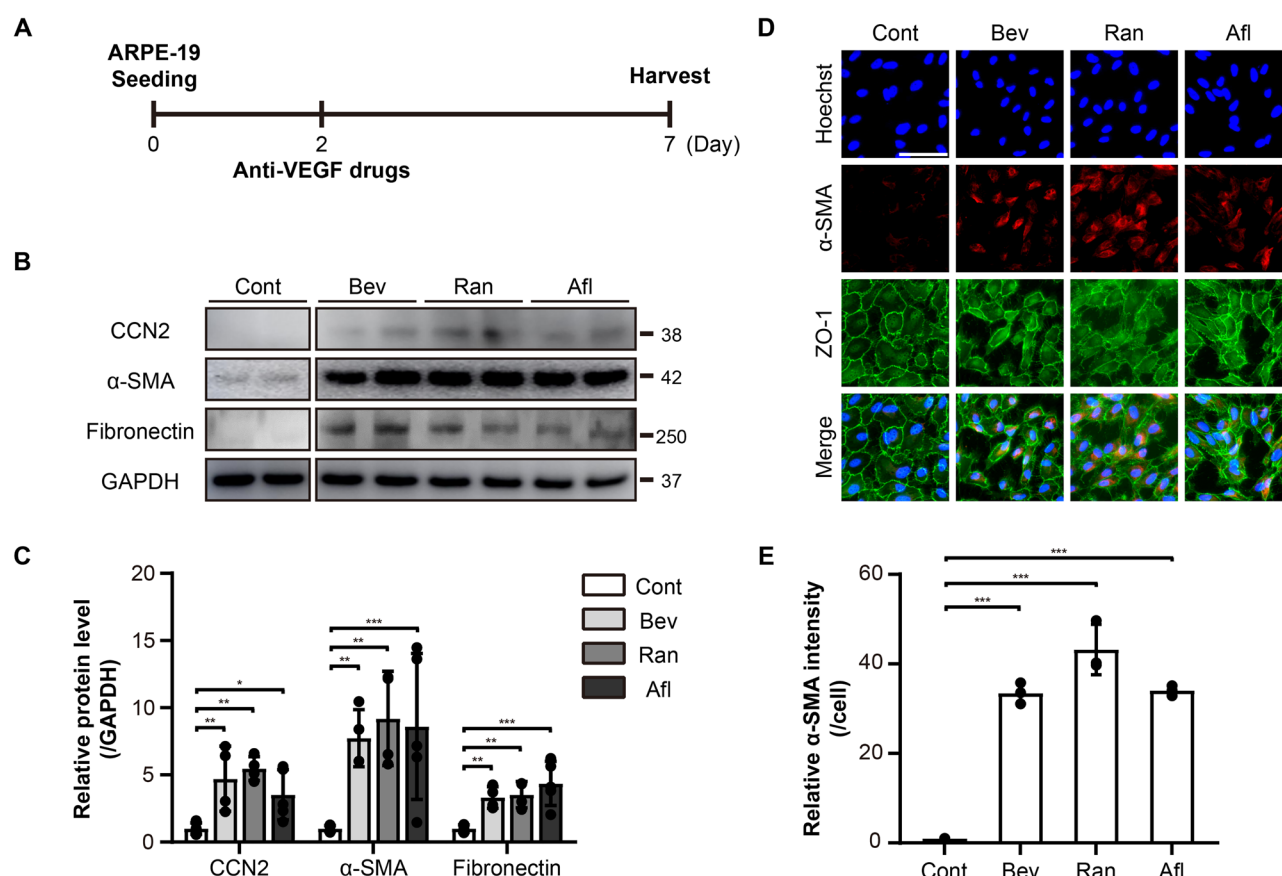 A
ARPE-19
Seeding
Harvest
0
2
7 (Day)
Anti-VEGF drugs
B
Cont Bev Ran Afl
CCN2 38
α-SMA 42
Fibronectin 250
GAPDH 37
C
Relative protein level
(/GAPDH)
20
15
10
5
0
* ** **
*** ** **
*** ** **
CCN2 α-SMA Fibronectin
Cont
Bev
Ran
Afl
D
Cont Bev Ran Afl
Hoechst
α-SMA
ZO-1
Merge
E
Relative α-SMA intensity
(/cell)
60
40
20
0
***
***
***
Cont Bev Ran Afl